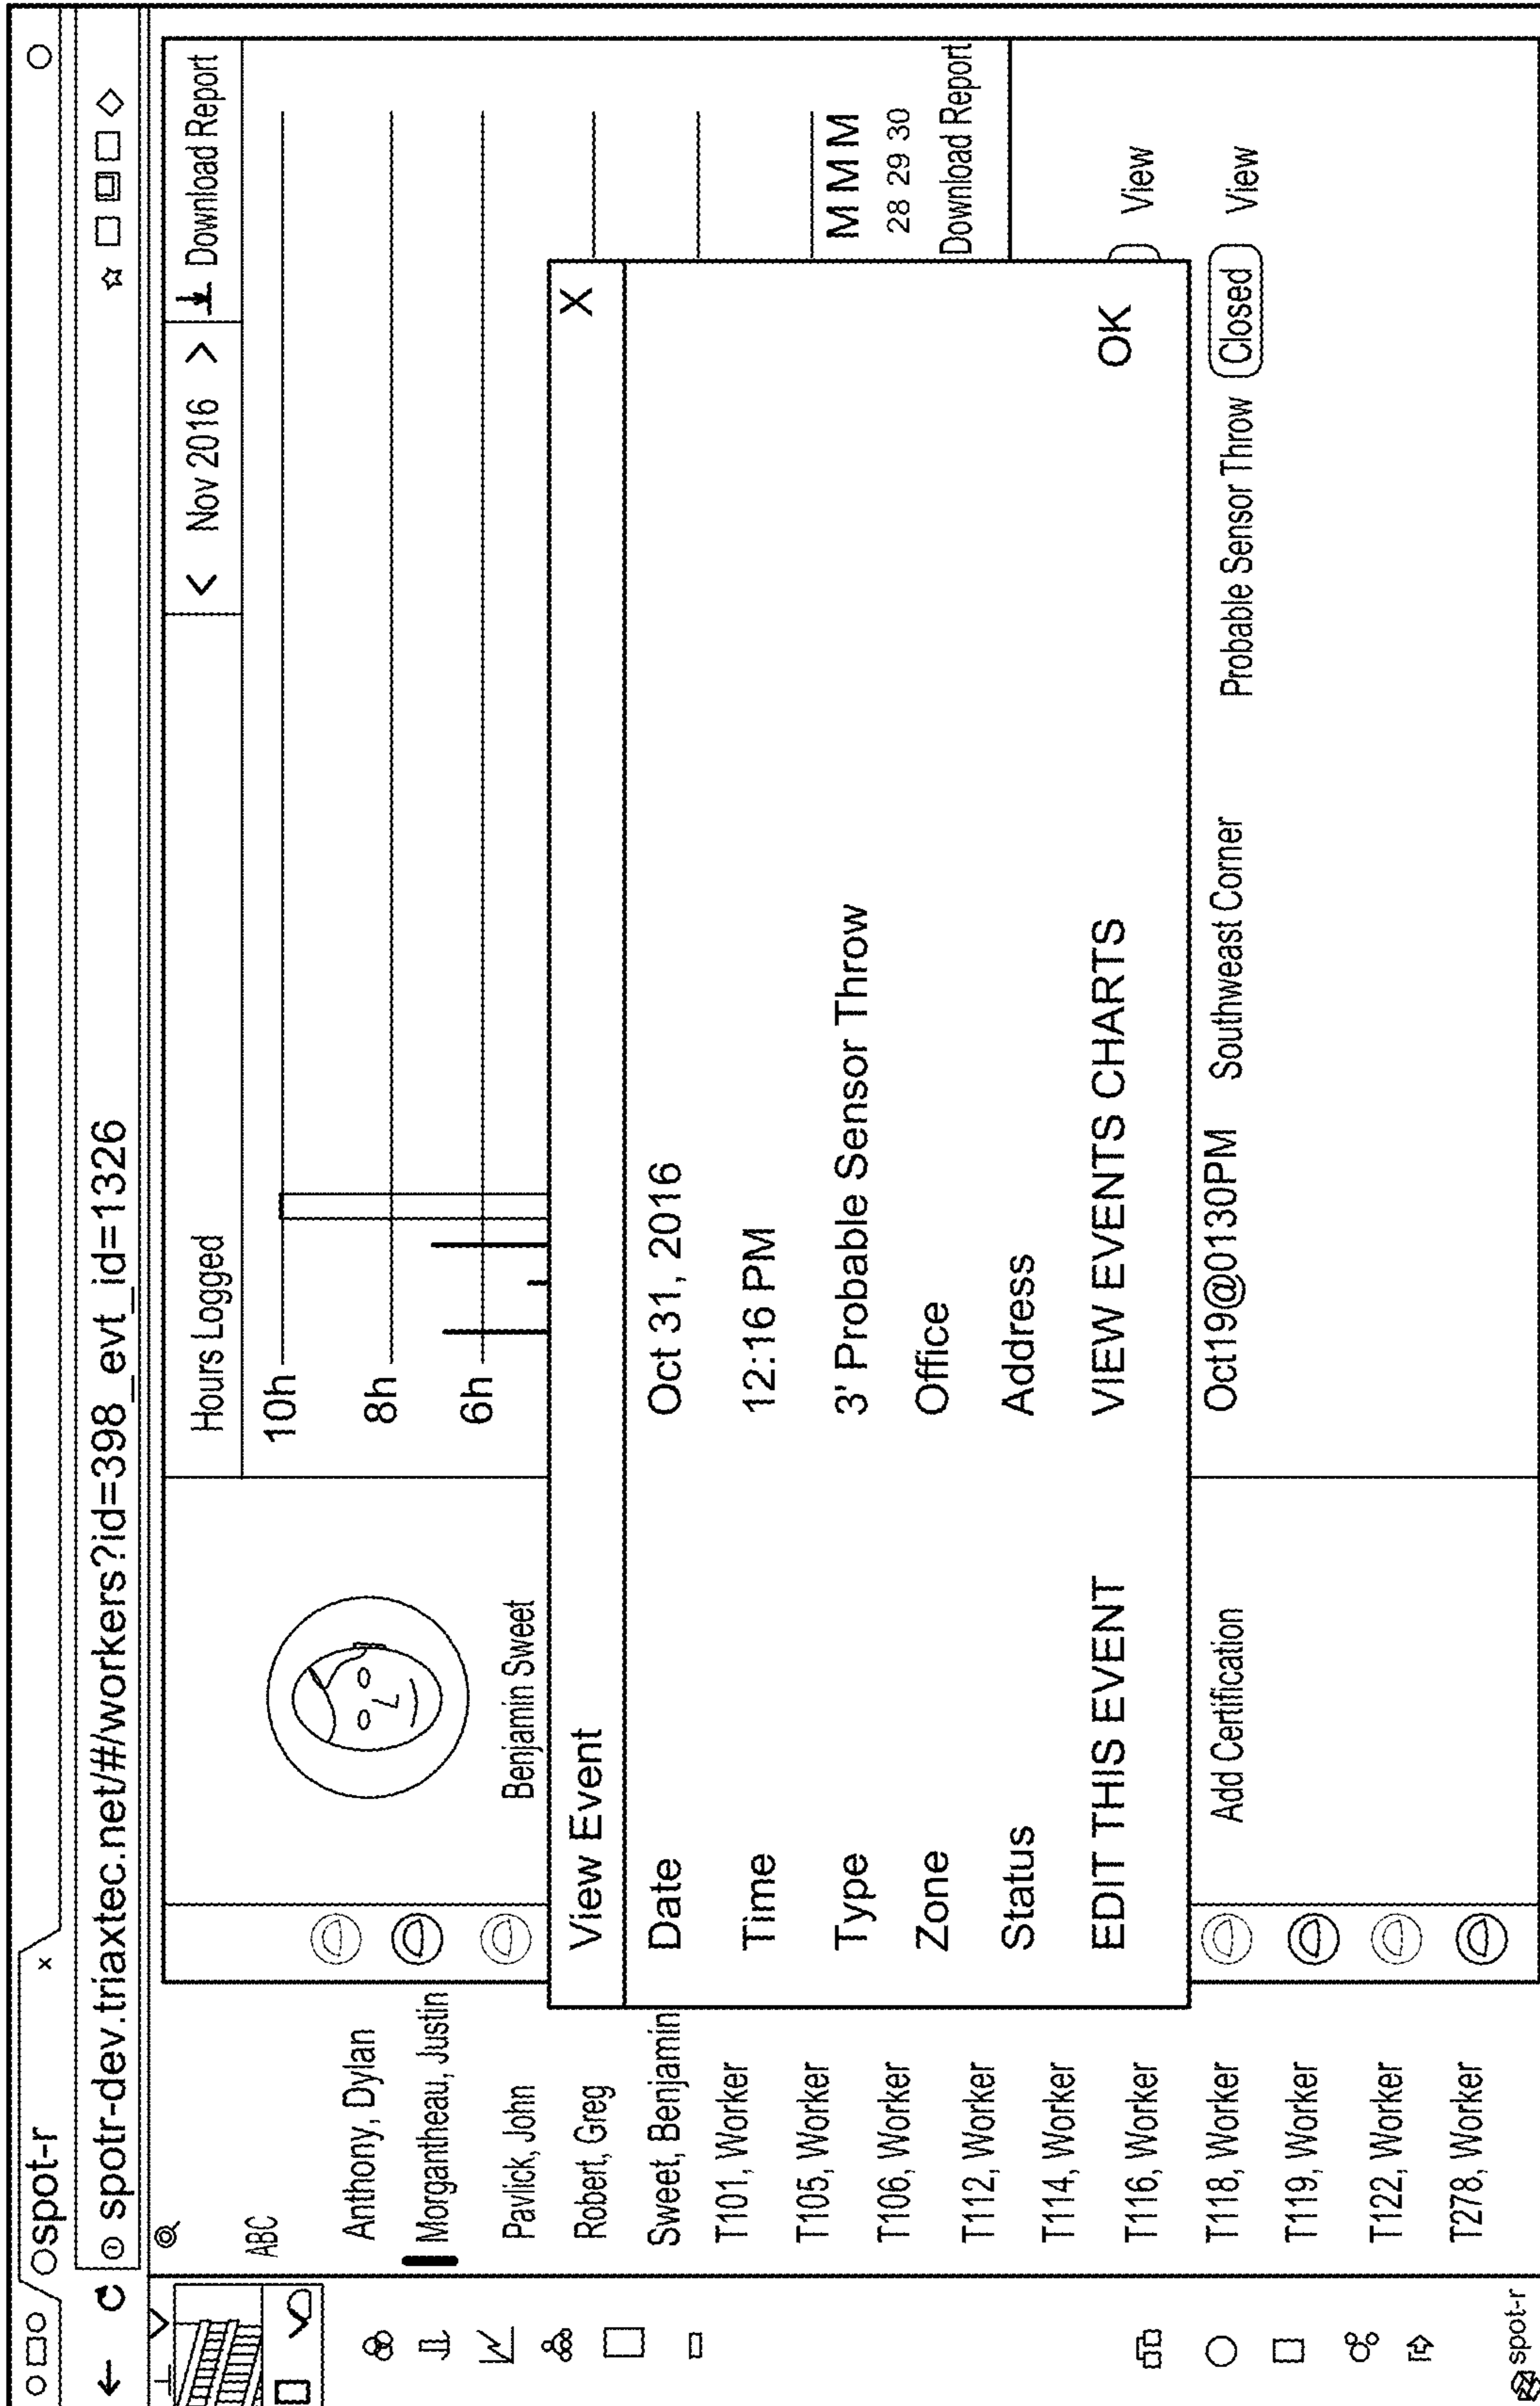 spot-r x
spotr-dev.triaxtec.net/#/workers?id=398_evt_id=1326
ABC
Anthony, Dylan
Morgantheau, Justin
Pavlick, John
Robert, Greg
Sweet, Benjamin
T101, Worker
T105, Worker
T106, Worker
T112, Worker
T114, Worker
T116, Worker
T118, Worker
T119, Worker
T122, Worker
T278, Worker
spot-r
Benjamin Sweet
Hours Logged < Nov 2016 > Download Report
10h
8h
6h
M M M
28 29 30
Download Report
View Event X
Date Oct 31, 2016
Time 12:16 PM
Type 3' Probable Sensor Throw
Zone Office
Status Address
EDIT THIS EVENT VIEW EVENTS CHARTS OK
View
Add Certification
Oct19@0130PM Southweast Corner Probable Sensor Throw Closed View